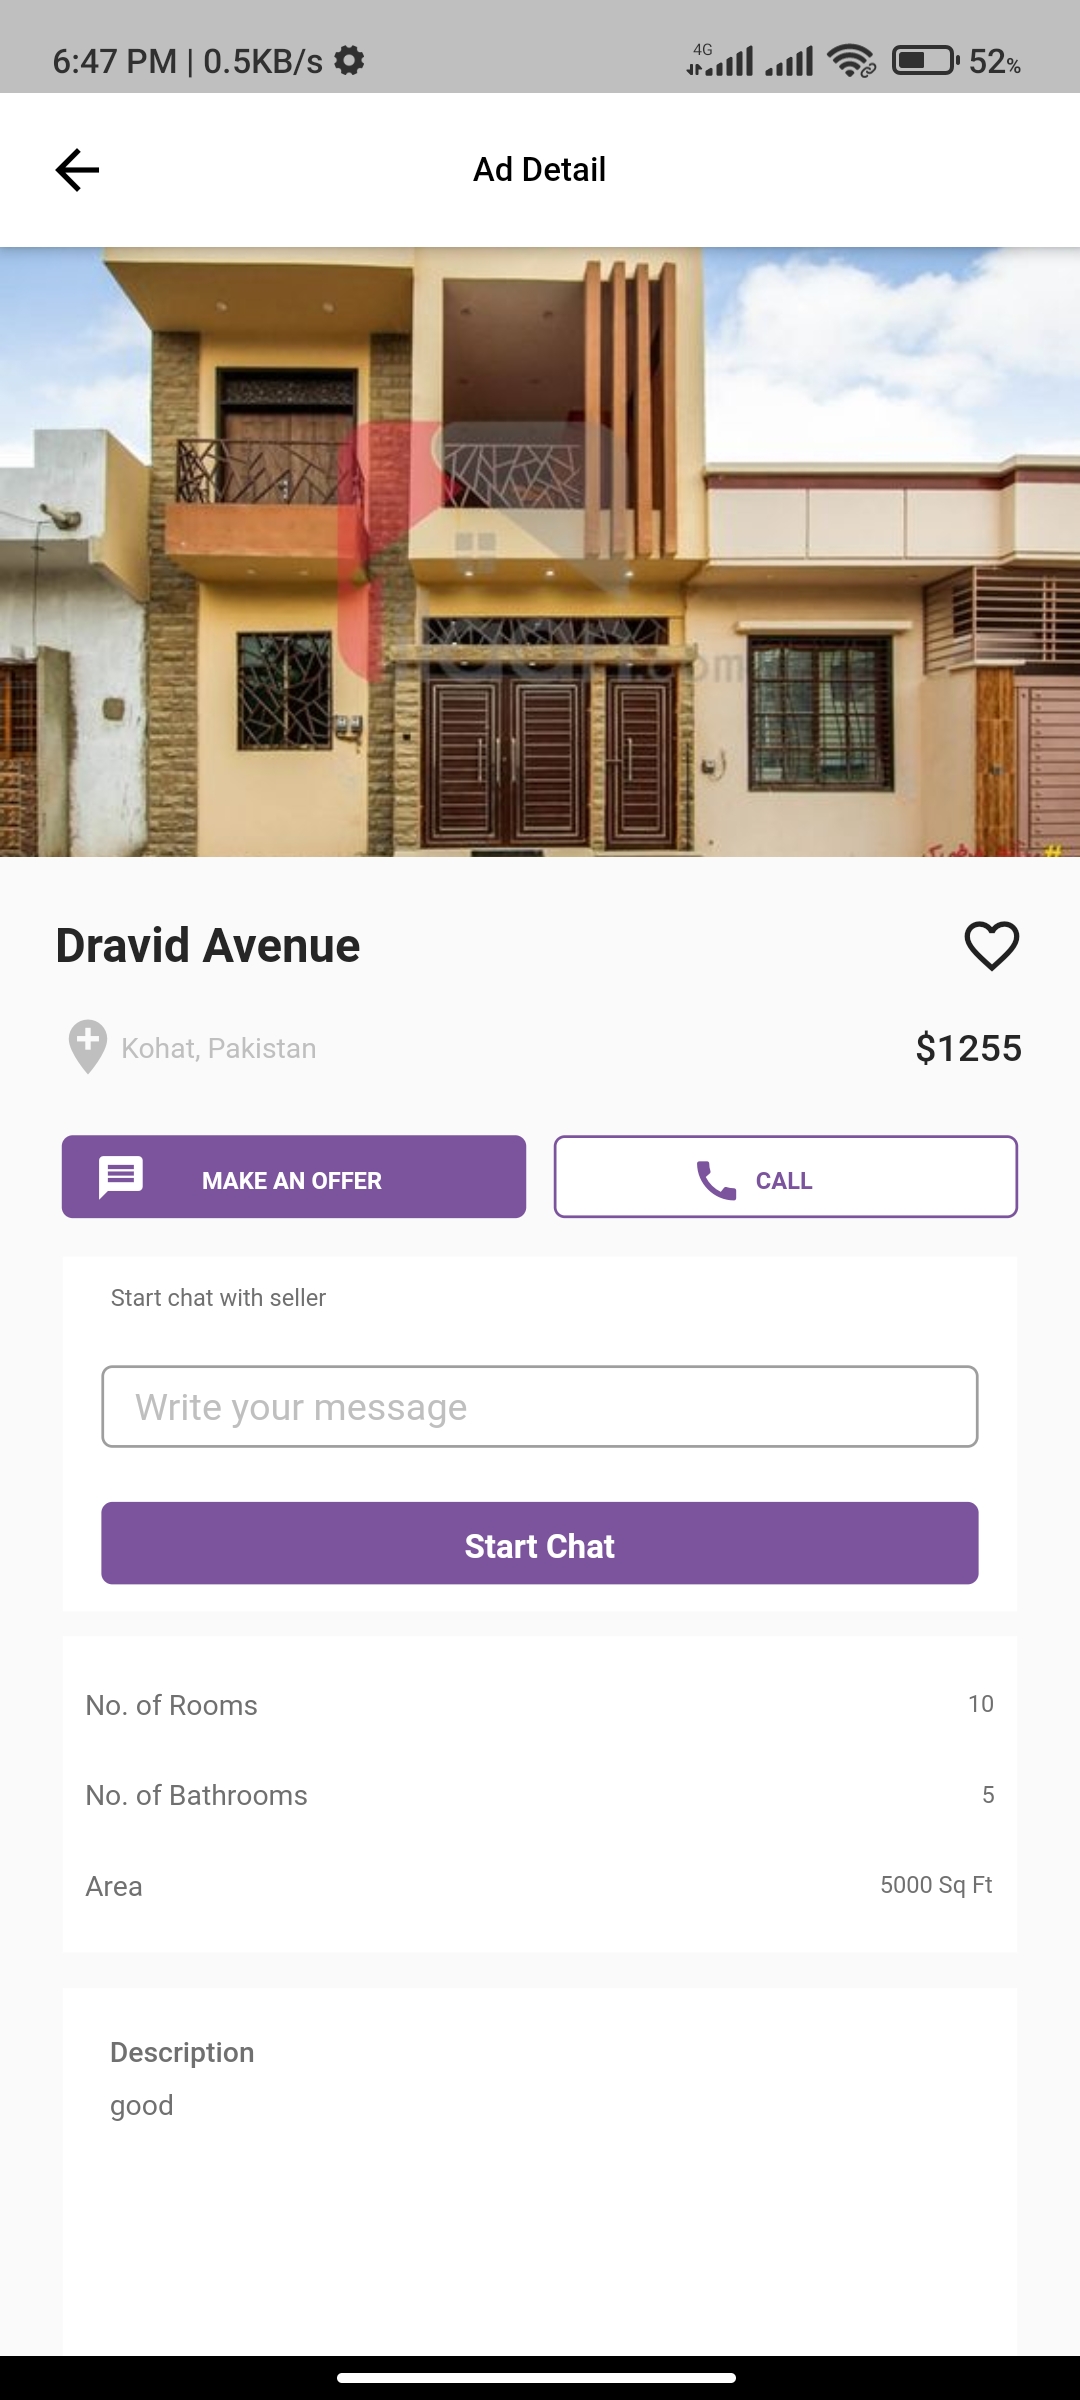 6:47 PM | 0.5KB/s
4G
52%
Ad Detail
.com
#
Dravid Avenue
Kohat, Pakistan
$1255
MAKE AN OFFER
CALL
Start chat with seller
Write your message
Start Chat
No. of Rooms 10
No. of Bathrooms 5
Area 5000 Sq Ft
Description
good